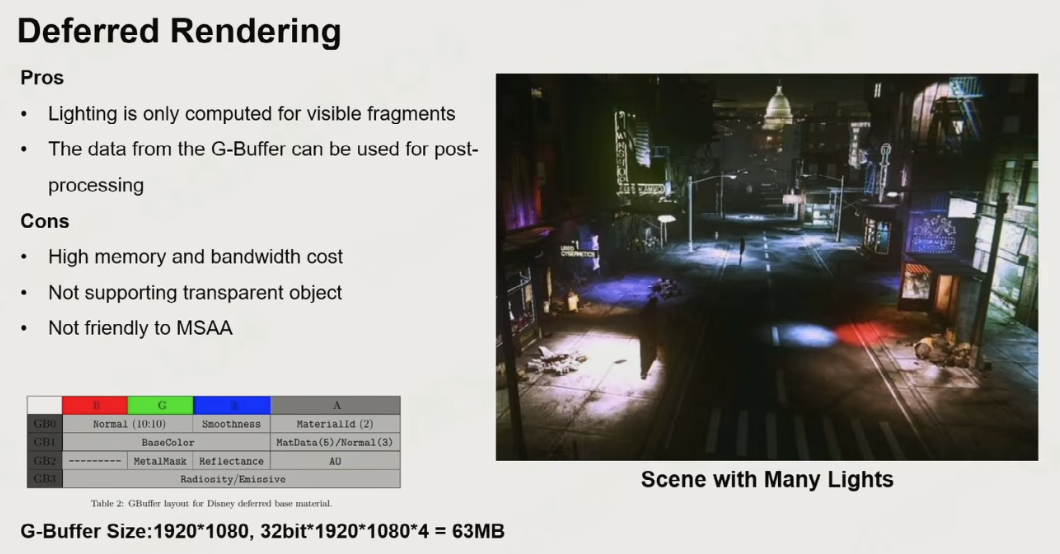 Deferred Rendering
Pros
• Lighting is only computed for visible fragments
• The data from the G-Buffer can be used for post-
processing
Cons
• High memory and bandwidth cost
• Not supporting transparent object
• Not friendly to MSAA
R G B A
GB0 Normal (10:10) Smoothness MaterialId (2)
GB1 BaseColor MatData(5)/Normal(3)
GB2 --------- MetalMask Reflectance AO
GB3 Radiosity/Emissive
Table 2: GBuffer layout for Disney deferred base material.
G-Buffer Size:1920*1080, 32bit*1920*1080*4 = 63MB
USED
CYBERNETICS
Scene with Many Lights